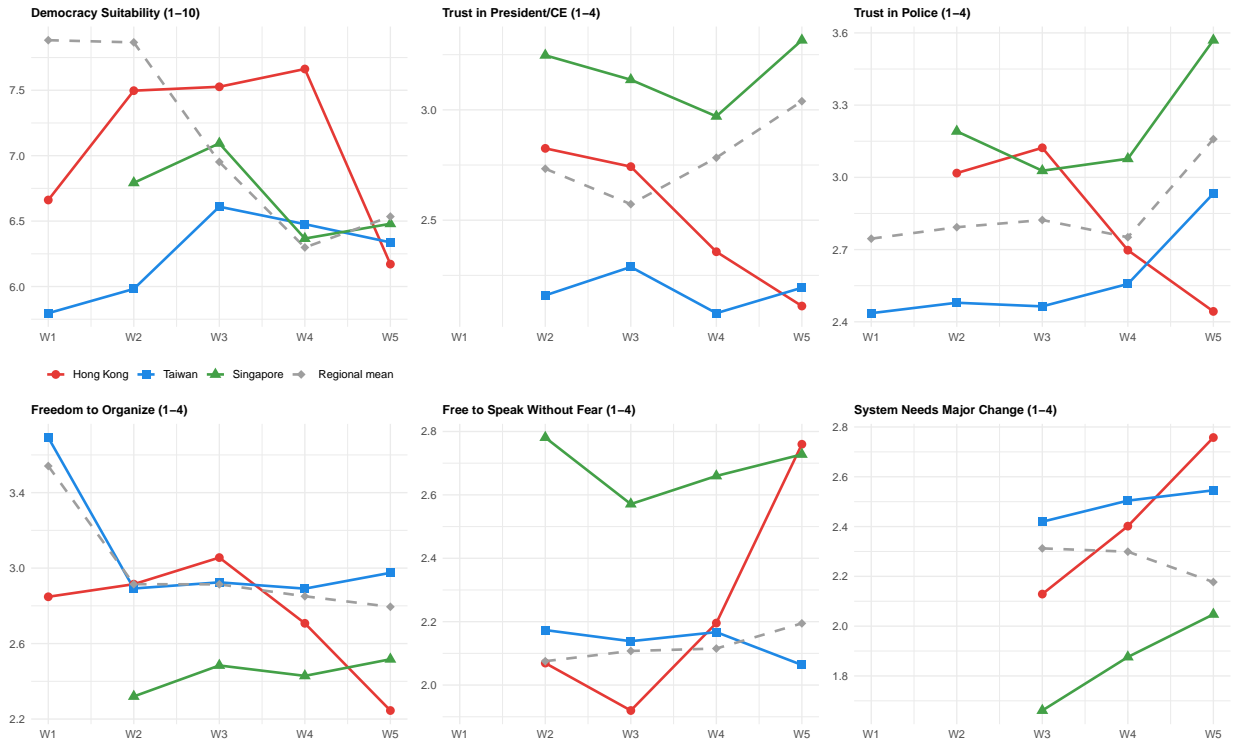 Democracy Suitability (1−10)
7.5
7.0
6.5
6.0
W1 W2 W3 W4 W5
Trust in President/CE (1−4)
3.0
2.5
W1 W2 W3 W4 W5
Trust in Police (1−4)
3.6
3.3
3.0
2.7
2.4
W1 W2 W3 W4 W5
Hong Kong Taiwan Singapore Regional mean
Freedom to Organize (1−4)
3.4
3.0
2.6
2.2
W1 W2 W3 W4 W5
Free to Speak Without Fear (1−4)
2.8
2.6
2.4
2.2
2.0
W1 W2 W3 W4 W5
System Needs Major Change (1−4)
2.8
2.6
2.4
2.2
2.0
1.8
W1 W2 W3 W4 W5